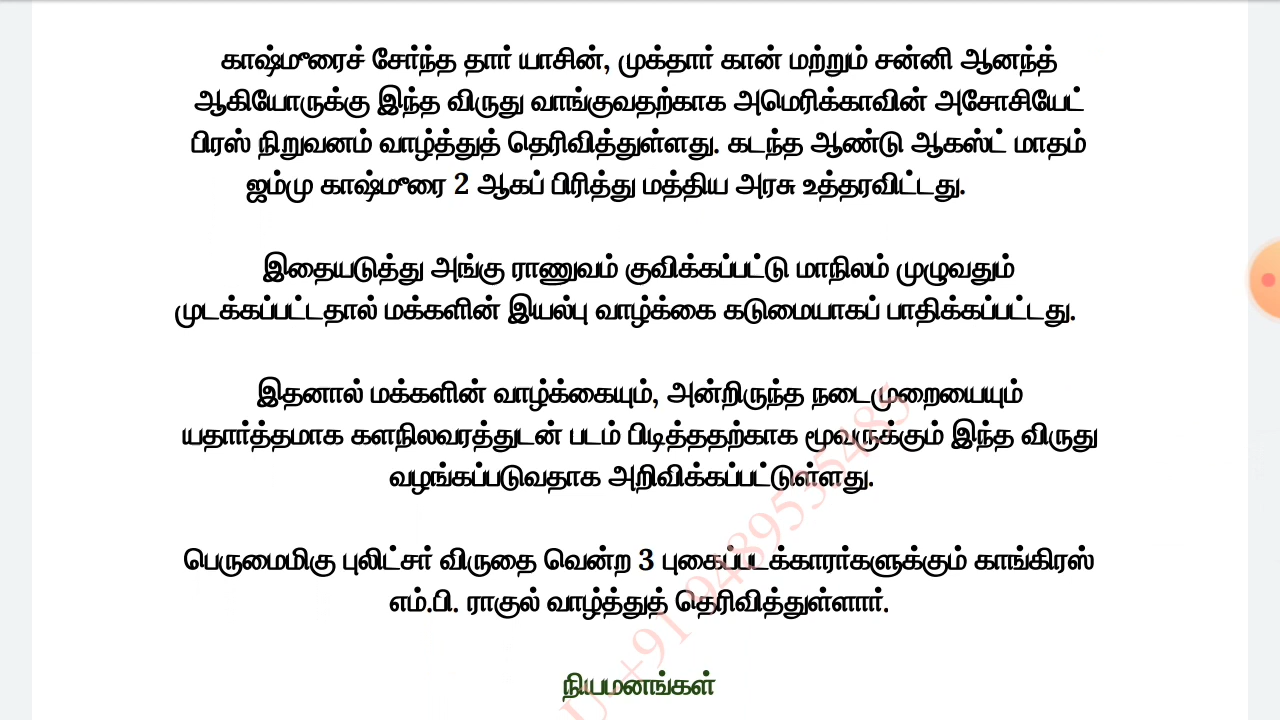 காஷ்மீரைச் சேர்ந்த தார் யாசின், முக்தார் கான் மற்றும் சன்னி ஆனந்த்
ஆகியோருக்கு இந்த விருது வாங்குவதற்காக அமெரிக்காவின் அசோசியேட்
பிரஸ் நிறுவனம் வாழ்த்துத் தெரிவித்துள்ளது. கடந்த ஆண்டு ஆகஸ்ட் மாதம்
ஜம்மு காஷ்மீரை 2 ஆகப் பிரித்து மத்திய அரசு உத்தரவிட்டது.
இதையடுத்து அங்கு ராணுவம் குவிக்கப்பட்டு மாநிலம் முழுவதும்
முடக்கப்பட்டதால் மக்களின் இயல்பு வாழ்க்கை கடுமையாகப் பாதிக்கப்பட்டது.
இதனால் மக்களின் வாழ்க்கையும், அன்றிருந்த நடைமுறையையும்
யதார்த்தமாக களநிலவரத்துடன் படம் பிடித்ததற்காக மூவருக்கும் இந்த விருது
வழங்கப்படுவதாக அறிவிக்கப்பட்டுள்ளது.
பெருமைமிகு புலிட்சர் விருதை வென்ற 3 புகைப்படக்காரர்களுக்கும் காங்கிரஸ்
எம்.பி. ராகுல் வாழ்த்துத் தெரிவித்துள்ளார்.
நியமனங்கள்
+91 9489535485